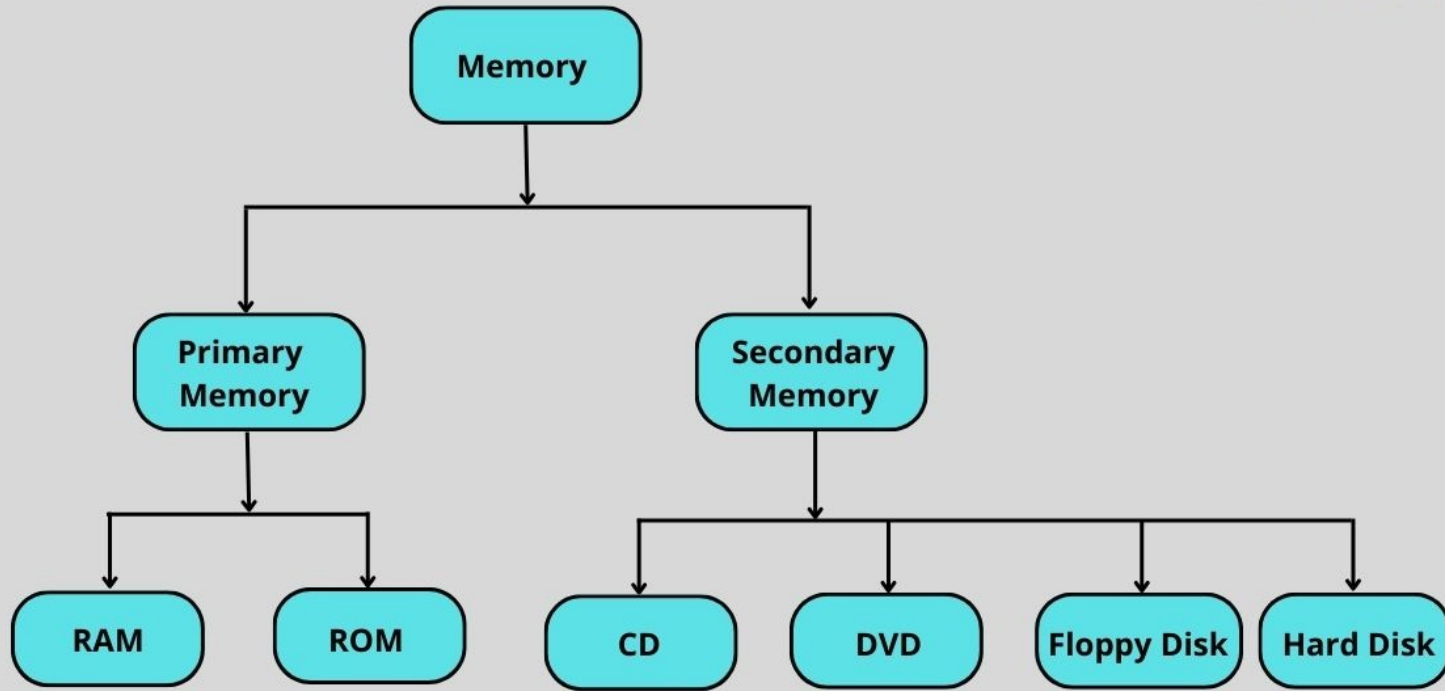 Memory
Primary
Memory
Secondary
Memory
RAM
ROM
CD
DVD
Floppy Disk
Hard Disk